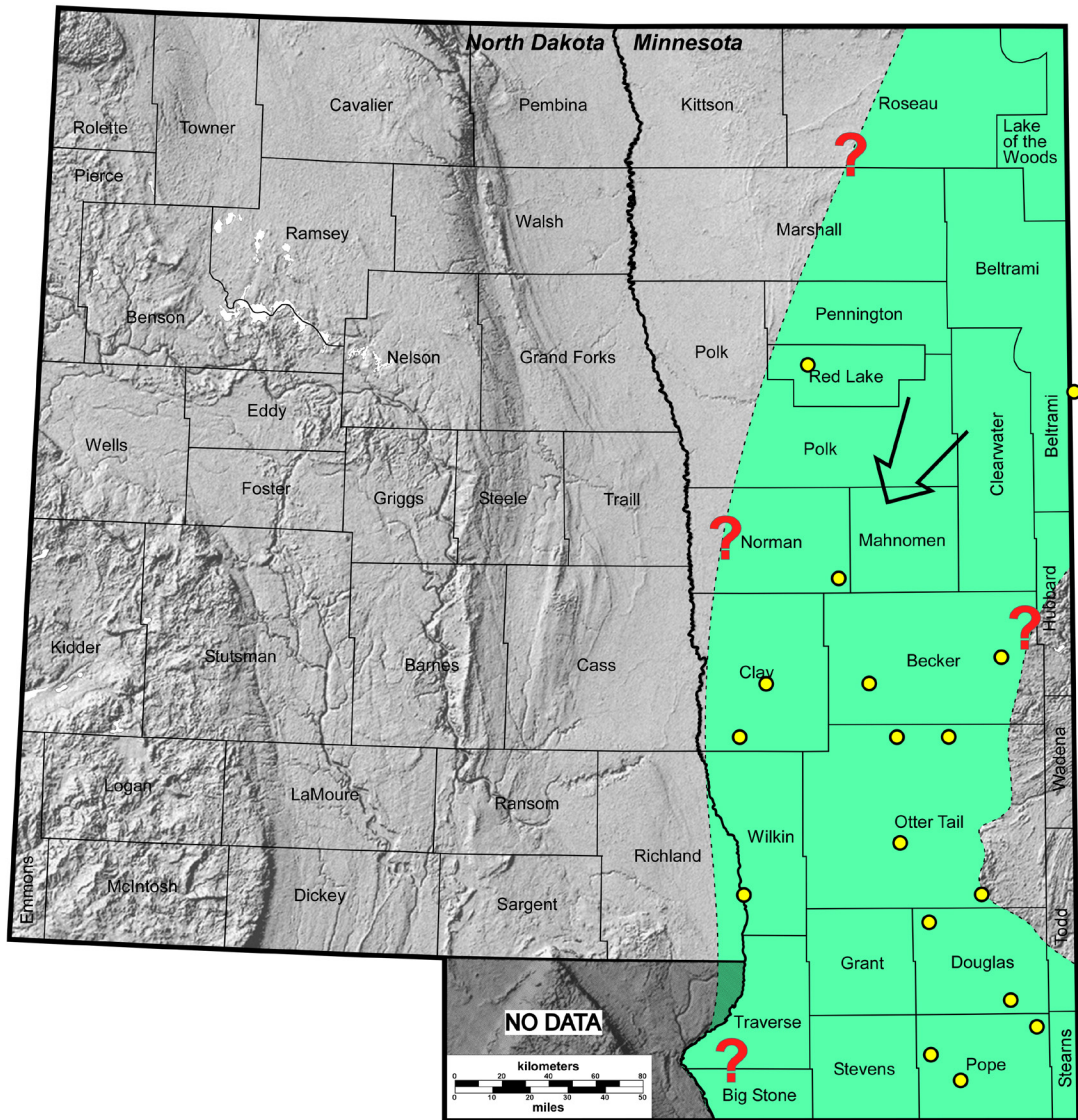 North Dakota
Minnesota
Rolette
Towner
Cavalier
Pembina
Kittson
Roseau
Lake
of the
Woods
Pierce
?
Ramsey
Walsh
Marshall
Beltrami
Benson
Nelson
Grand Forks
Polk
Pennington
Red Lake
Eddy
Wells
Foster
Griggs
Steele
Traill
Polk
Clearwater
Beltrami
?
Norman
Mahnomen
Hubbard
?
Kidder
Stutsman
Barnes
Cass
Clay
Becker
Wadena
Logan
LaMoure
Ransom
Richland
Wilkin
Otter Tail
Emmons
McIntosh
Dickey
Sargent
Todd
Grant
Douglas
NO DATA
Traverse
?
Stevens
Pope
Stearns
Big Stone
kilometers
0 20 40 60 80
0 10 20 30 40 50
miles